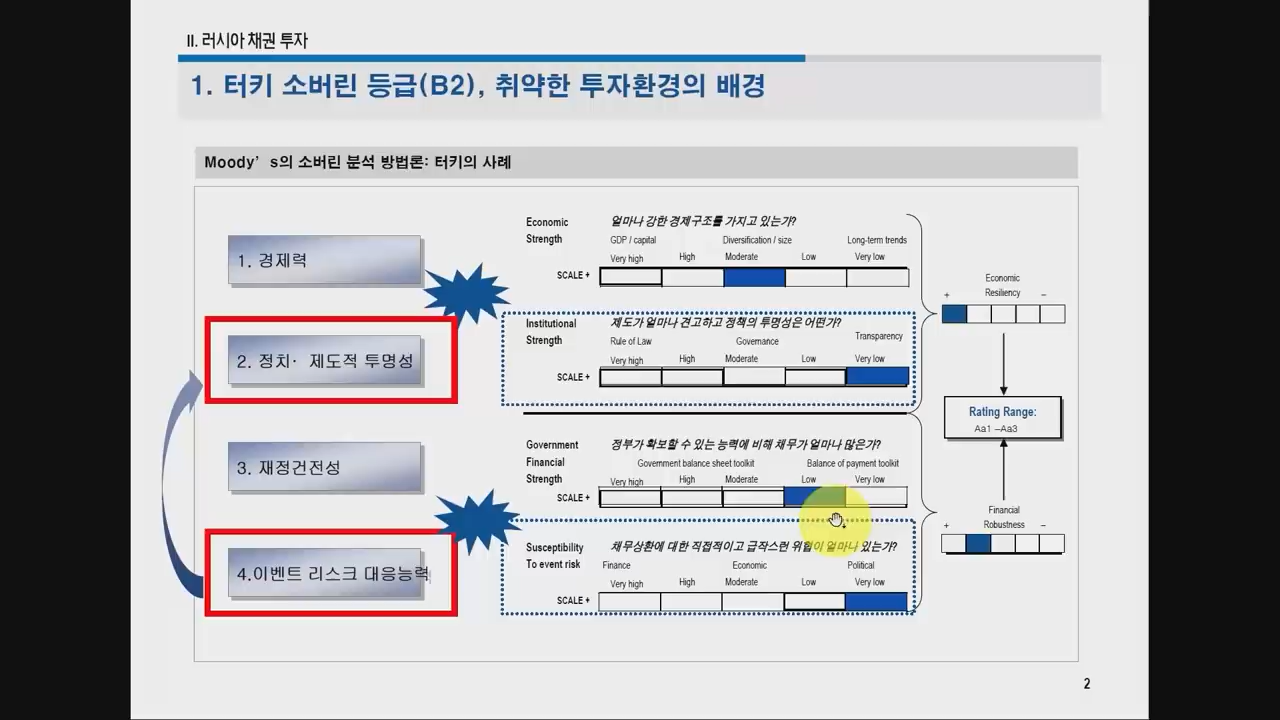 II. 러시아 채권 투자
1. 터키 소버린 등급(B2), 취약한 투자환경의 배경
Moody's의 소버린 분석 방법론: 터키의 사례
1. 경제력
2. 정치· 제도적 투명성
3. 재정건전성
4.이벤트 리스크 대응능력
Economic 얼마나 강한 경제구조를 가지고 있는가?
Strength GDP / capital Diversification / size Long-term trends
Very high High Moderate Low Very low
SCALE +
Institutional 제도가 얼마나 견고하고 정책의 투명성은 어떤가?
Strength Rule of Law Governance Transparency
Very high High Moderate Low Very low
SCALE +
Government 정부가 확보할 수 있는 능력에 비해 채무가 얼마나 많은가?
Financial Government balance sheet toolkit Balance of payment toolkit
Strength Very high High Moderate Low Very low
SCALE +
Susceptibility 채무상환에 대한 직접적이고 급작스런 위험이 얼마나 있는가?
To event risk Finance Economic Political
Very high High Moderate Low Very low
SCALE +
Economic
+ Resiliency −
Rating Range:
Aa1 –Aa3
Financial
+ Robustness −
2